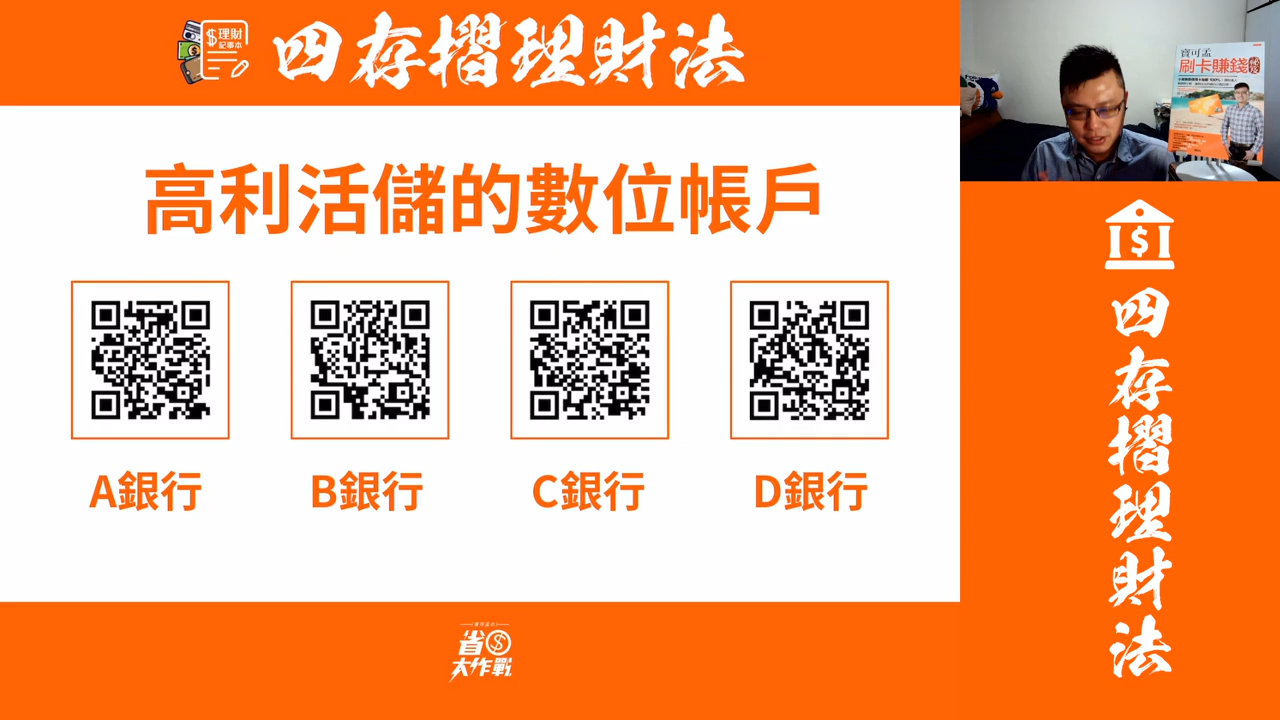 理財
記事本
四存摺理財法
寶可孟
刷卡賺錢
秘笈
高利活儲的數位帳戶
A銀行
B銀行
C銀行
D銀行
四存摺理財法
省
大作戰